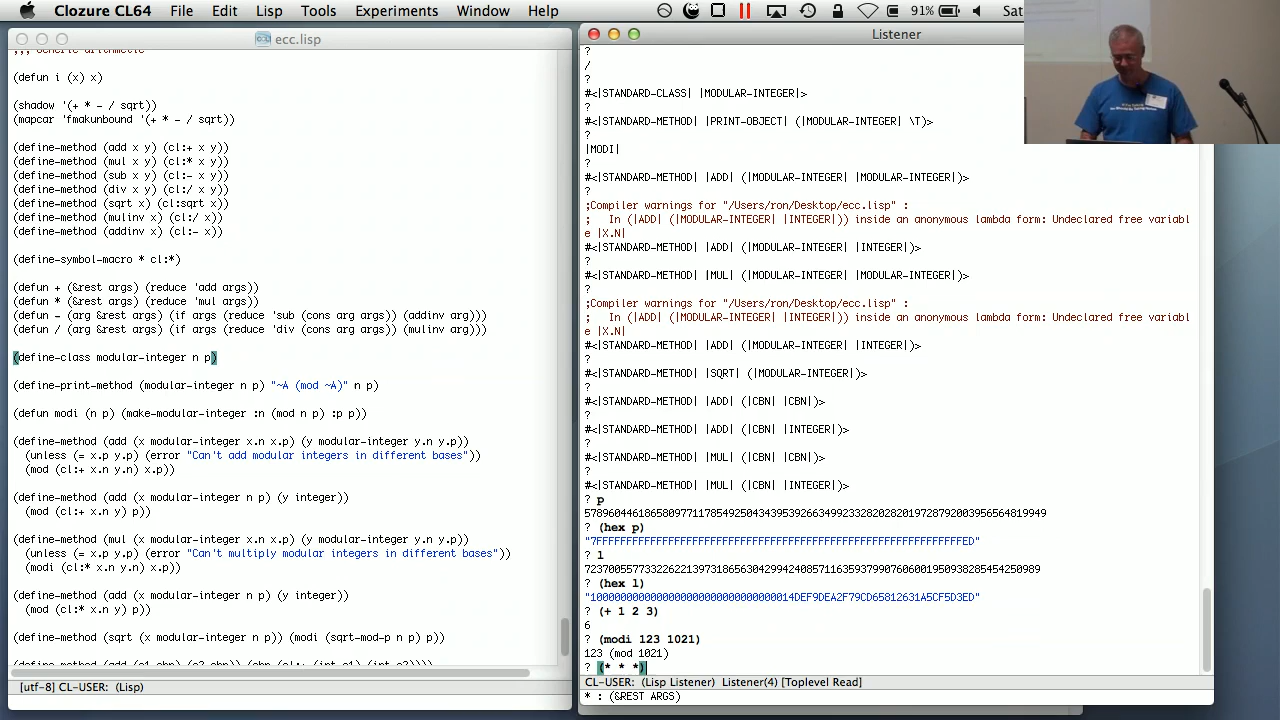 Clozure CL64 File Edit Lisp Tools Experiments Window Help 91% Sat
ecc.lisp
;;; Generic arithmetic
(defun i (x) x)
(shadow '(+ * - / sqrt))
(mapcar 'fmakunbound '(+ * - / sqrt))
(define-method (add x y) (cl:+ x y))
(define-method (mul x y) (cl:* x y))
(define-method (sub x y) (cl:- x y))
(define-method (div x y) (cl:/ x y))
(define-method (sqrt x) (cl:sqrt x))
(define-method (mulinv x) (cl:/ x))
(define-method (addinv x) (cl:- x))
(define-symbol-macro * cl:*)
(defun + (&rest args) (reduce 'add args))
(defun * (&rest args) (reduce 'mul args))
(defun - (arg &rest args) (if args (reduce 'sub (cons arg args)) (addinv arg)))
(defun / (arg &rest args) (if args (reduce 'div (cons arg args)) (mulinv arg)))
(define-class modular-integer n p)
(define-print-method (modular-integer n p) "~A (mod ~A)" n p)
(defun modi (n p) (make-modular-integer :n (mod n p) :p p))
(define-method (add (x modular-integer x.n x.p) (y modular-integer y.n y.p))
(unless (= x.p y.p) (error "Can't add modular integers in different bases"))
(mod (cl:+ x.n y.n) x.p))
(define-method (add (x modular-integer n p) (y integer))
(mod (cl:+ x.n y) p))
(define-method (mul (x modular-integer x.n x.p) (y modular-integer y.n y.p))
(unless (= x.p y.p) (error "Can't multiply modular integers in different bases"))
(modi (cl:* x.n y.n) x.p))
(define-method (add (x modular-integer n p) (y integer))
(mod (cl:* x.n y) p))
(define-method (sqrt (x modular-integer n p)) (modi (sqrt-mod-p n p) p))
[utf-8] CL-USER: (Lisp)
Listener
?
/
?
#<|STANDARD-CLASS| |MODULAR-INTEGER|>
?
#<|STANDARD-METHOD| |PRINT-OBJECT| (|MODULAR-INTEGER| \T)>
?
|MODI|
?
#<|STANDARD-METHOD| |ADD| (|MODULAR-INTEGER| |MODULAR-INTEGER|)>
?
;Compiler warnings for "/Users/ron/Desktop/ecc.lisp" :
; In (|ADD| (|MODULAR-INTEGER| |INTEGER|)) inside an anonymous lambda form: Undeclared free variabl
e |X.N|
#<|STANDARD-METHOD| |ADD| (|MODULAR-INTEGER| |INTEGER|)>
?
#<|STANDARD-METHOD| |MUL| (|MODULAR-INTEGER| |MODULAR-INTEGER|)>
?
;Compiler warnings for "/Users/ron/Desktop/ecc.lisp" :
; In (|ADD| (|MODULAR-INTEGER| |INTEGER|)) inside an anonymous lambda form: Undeclared free variabl
e |X.N|
#<|STANDARD-METHOD| |ADD| (|MODULAR-INTEGER| |INTEGER|)>
?
#<|STANDARD-METHOD| |SQRT| (|MODULAR-INTEGER|)>
?
#<|STANDARD-METHOD| |ADD| (|CBN| |CBN|)>
?
#<|STANDARD-METHOD| |ADD| (|CBN| |INTEGER|)>
?
#<|STANDARD-METHOD| |MUL| (|CBN| |CBN|)>
?
#<|STANDARD-METHOD| |MUL| (|CBN| |INTEGER|)>
? p
57896044618658097711785492504343953926634992332820282019728792003956564819949
? (hex p)
"7FFFFFFFFFFFFFFFFFFFFFFFFFFFFFFFFFFFFFFFFFFFFFFFFFFFFFFFFFFFFFED"
? l
7237005577332262213973186563042994240857116359379907606001950938285454250989
? (hex l)
"1000000000000000000000000000000014DEF9DEA2F79CD65812631A5CF5D3ED"
? (+ 1 2 3)
6
? (modi 123 1021)
123 (mod 1021)
? (* * *)
CL-USER: (Lisp Listener) Listener(4) [Toplevel Read]
* : (&REST ARGS)